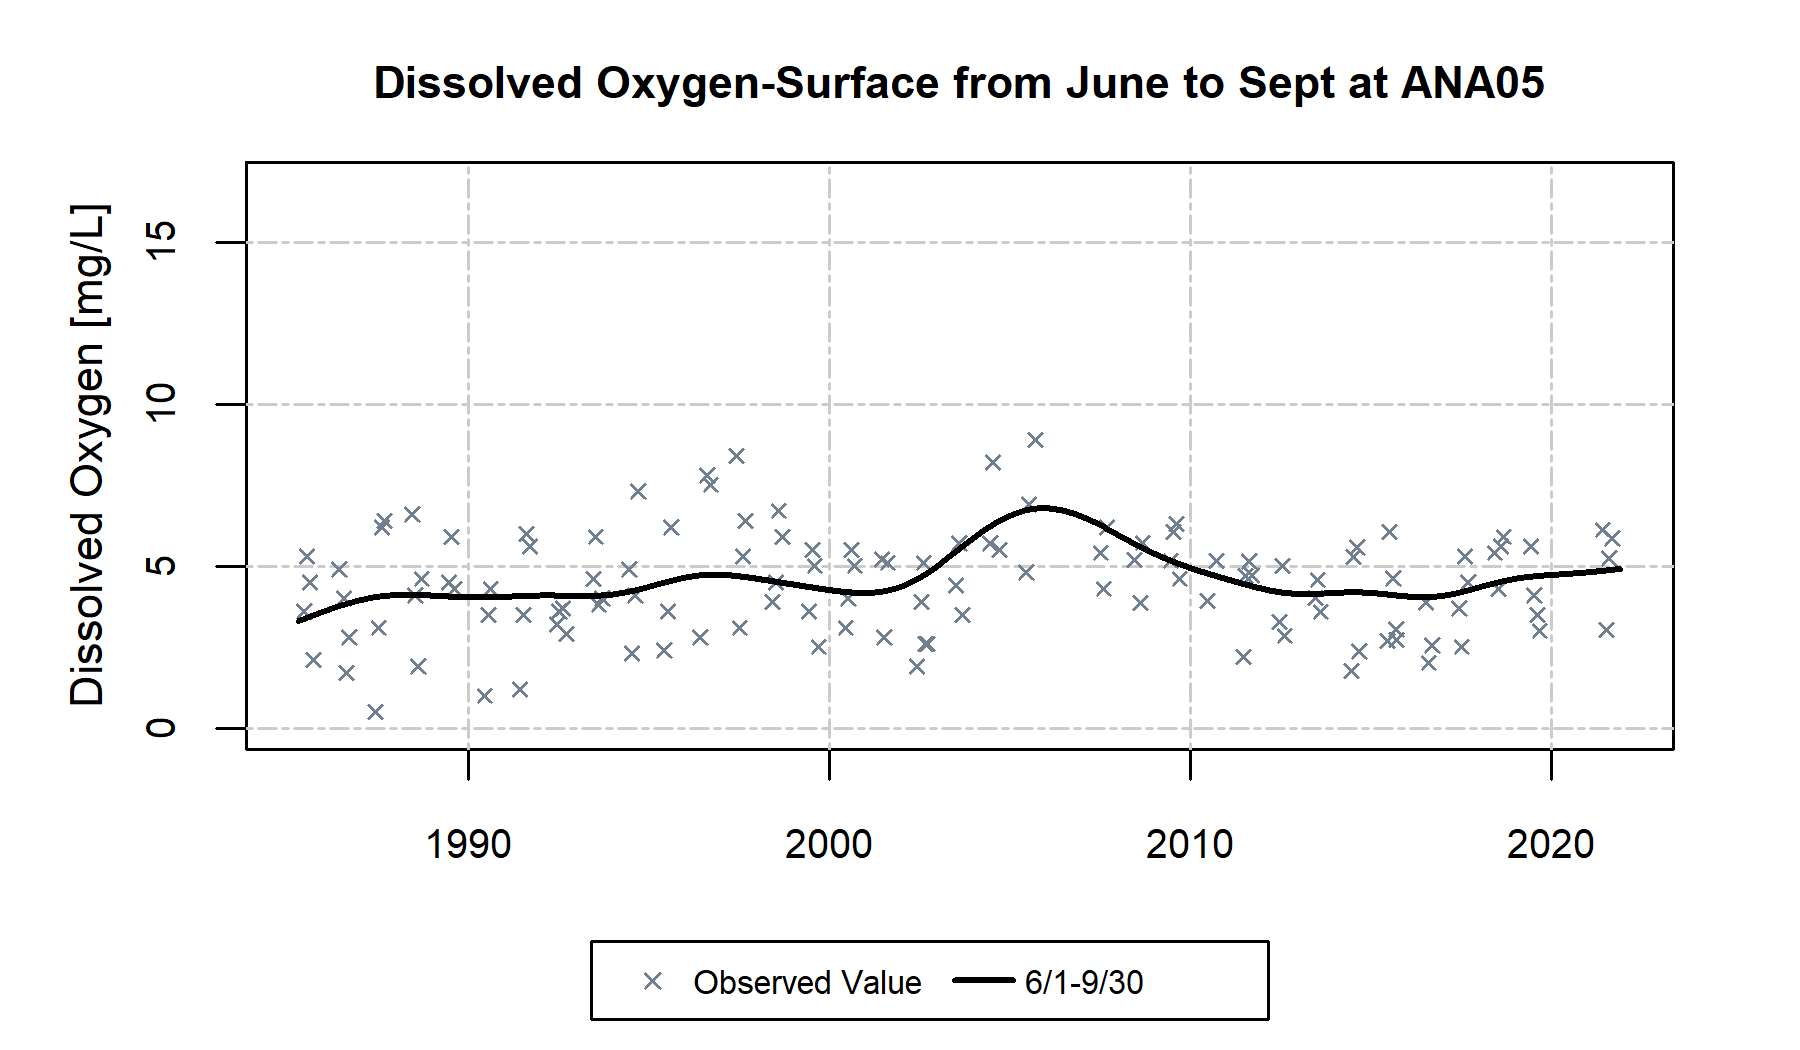 Dissolved Oxygen-Surface from June to Sept at ANA05
Dissolved Oxygen [mg/L]
15
10
5
0
1990 2000 2010 2020
Observed Value 6/1-9/30